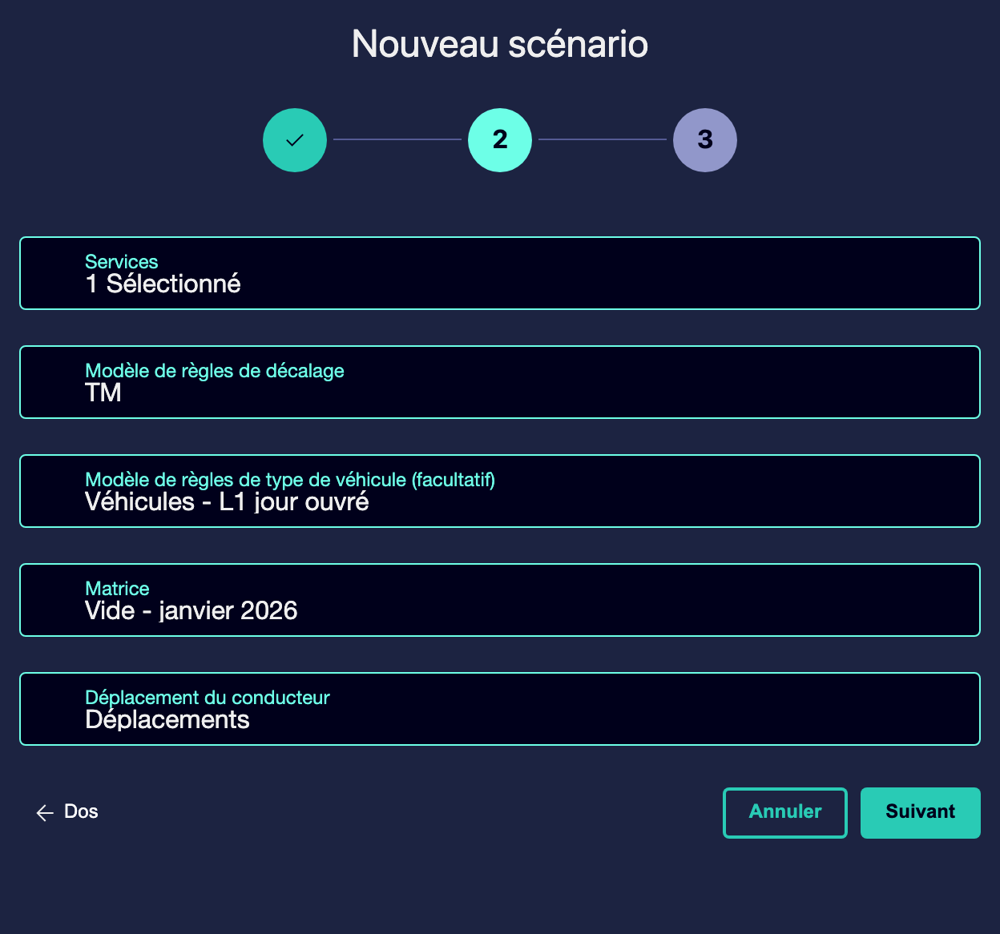 Nouveau scénario
2
3
Services
1 Sélectionné
Modèle de règles de décalage
TM
Modèle de règles de type de véhicule (facultatif)
Véhicules - L1 jour ouvré
Matrice
Vide - janvier 2026
Déplacement du conducteur
Déplacements
Dos
Annuler
Suivant